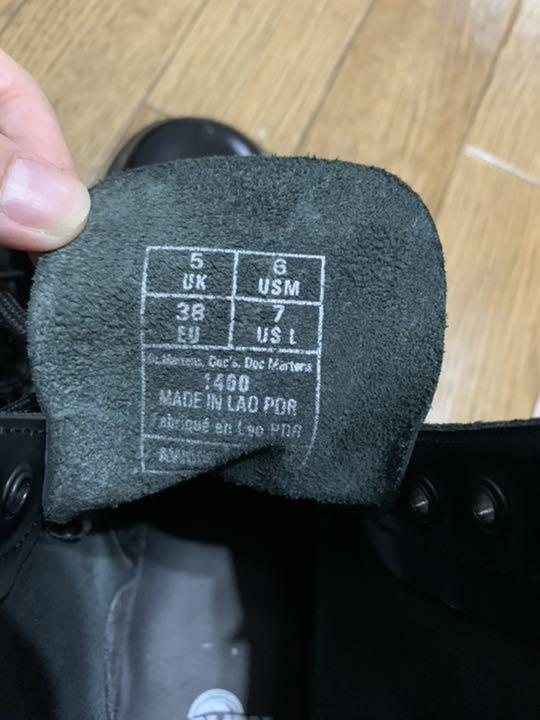 5 6
UK USM
38 7
EU US L
Dr. Martens. Doc's. Doc Martens
1460
MADE IN LAO PDR
Fabriqué en Lao PDR